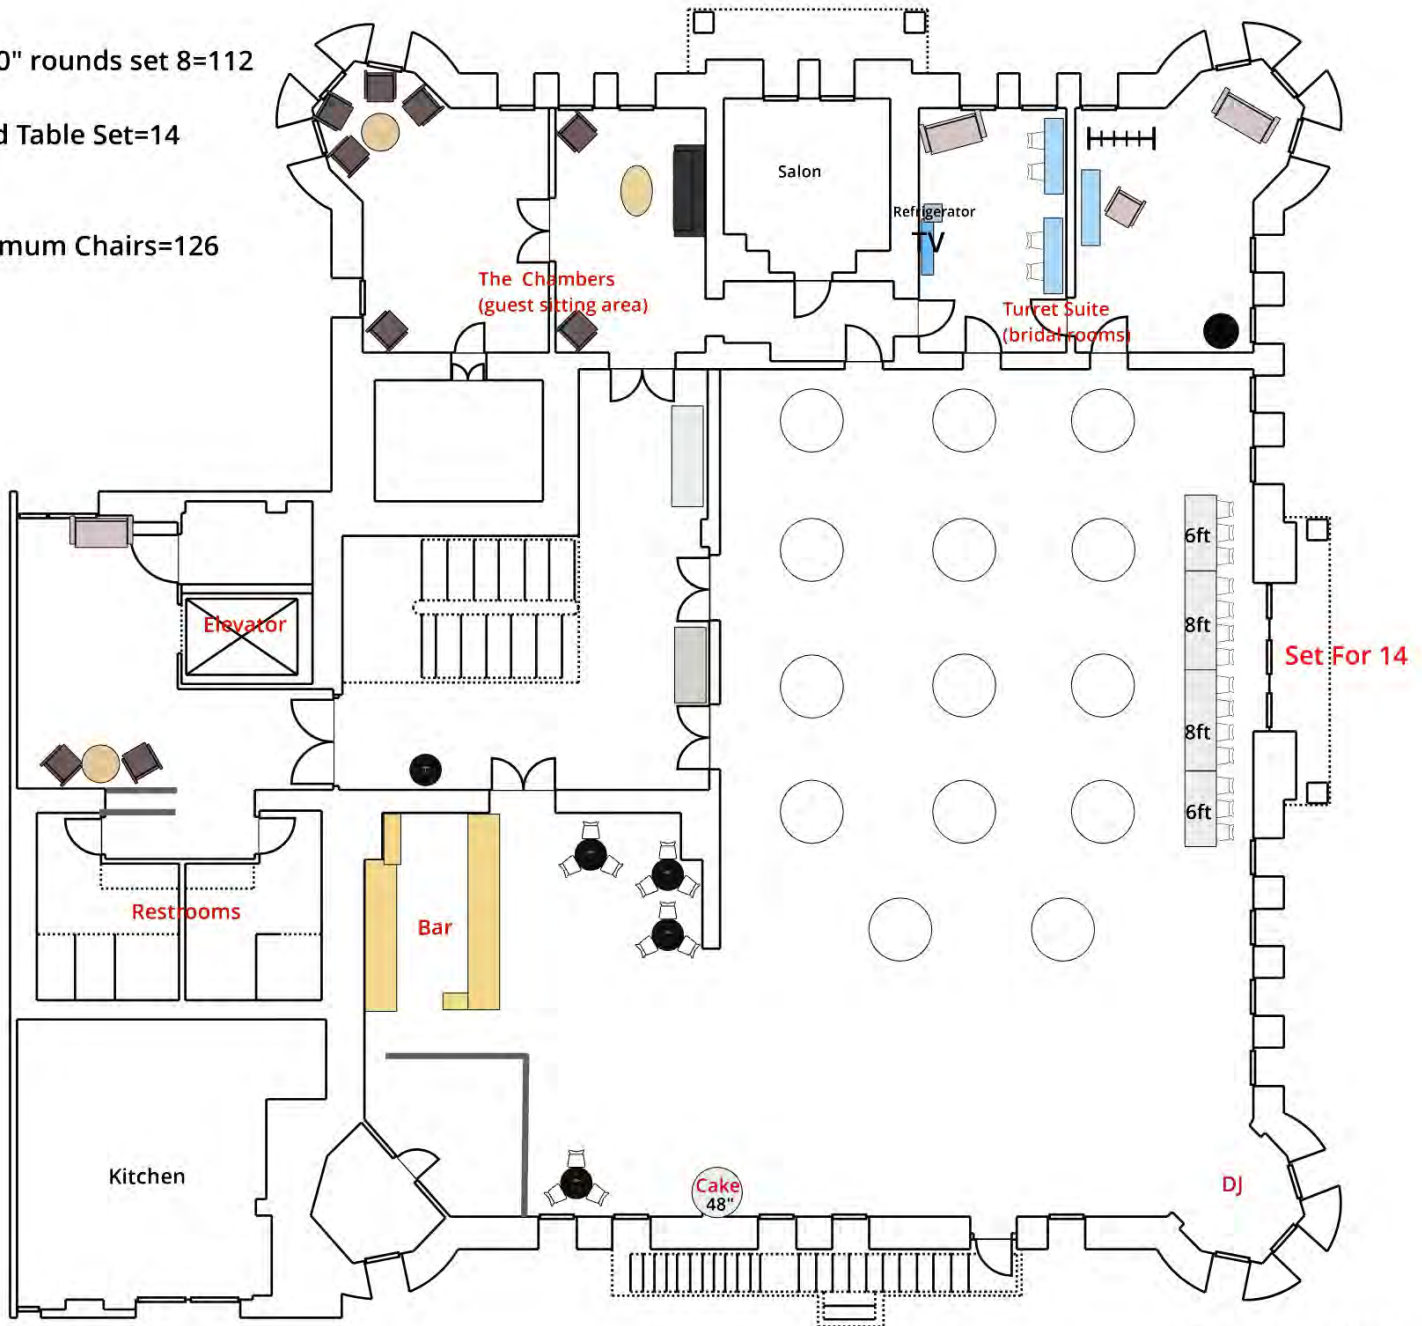 0" rounds set 8=112
d Table Set=14
mum Chairs=126
Salon
Refrigerator
TV
The Chambers
(guest sitting area)
Turret Suite
(bridal rooms)
6ft
8ft
8ft
6ft
Set For 14
Elevator
Restrooms
Bar
Kitchen
Cake
48"
DJ